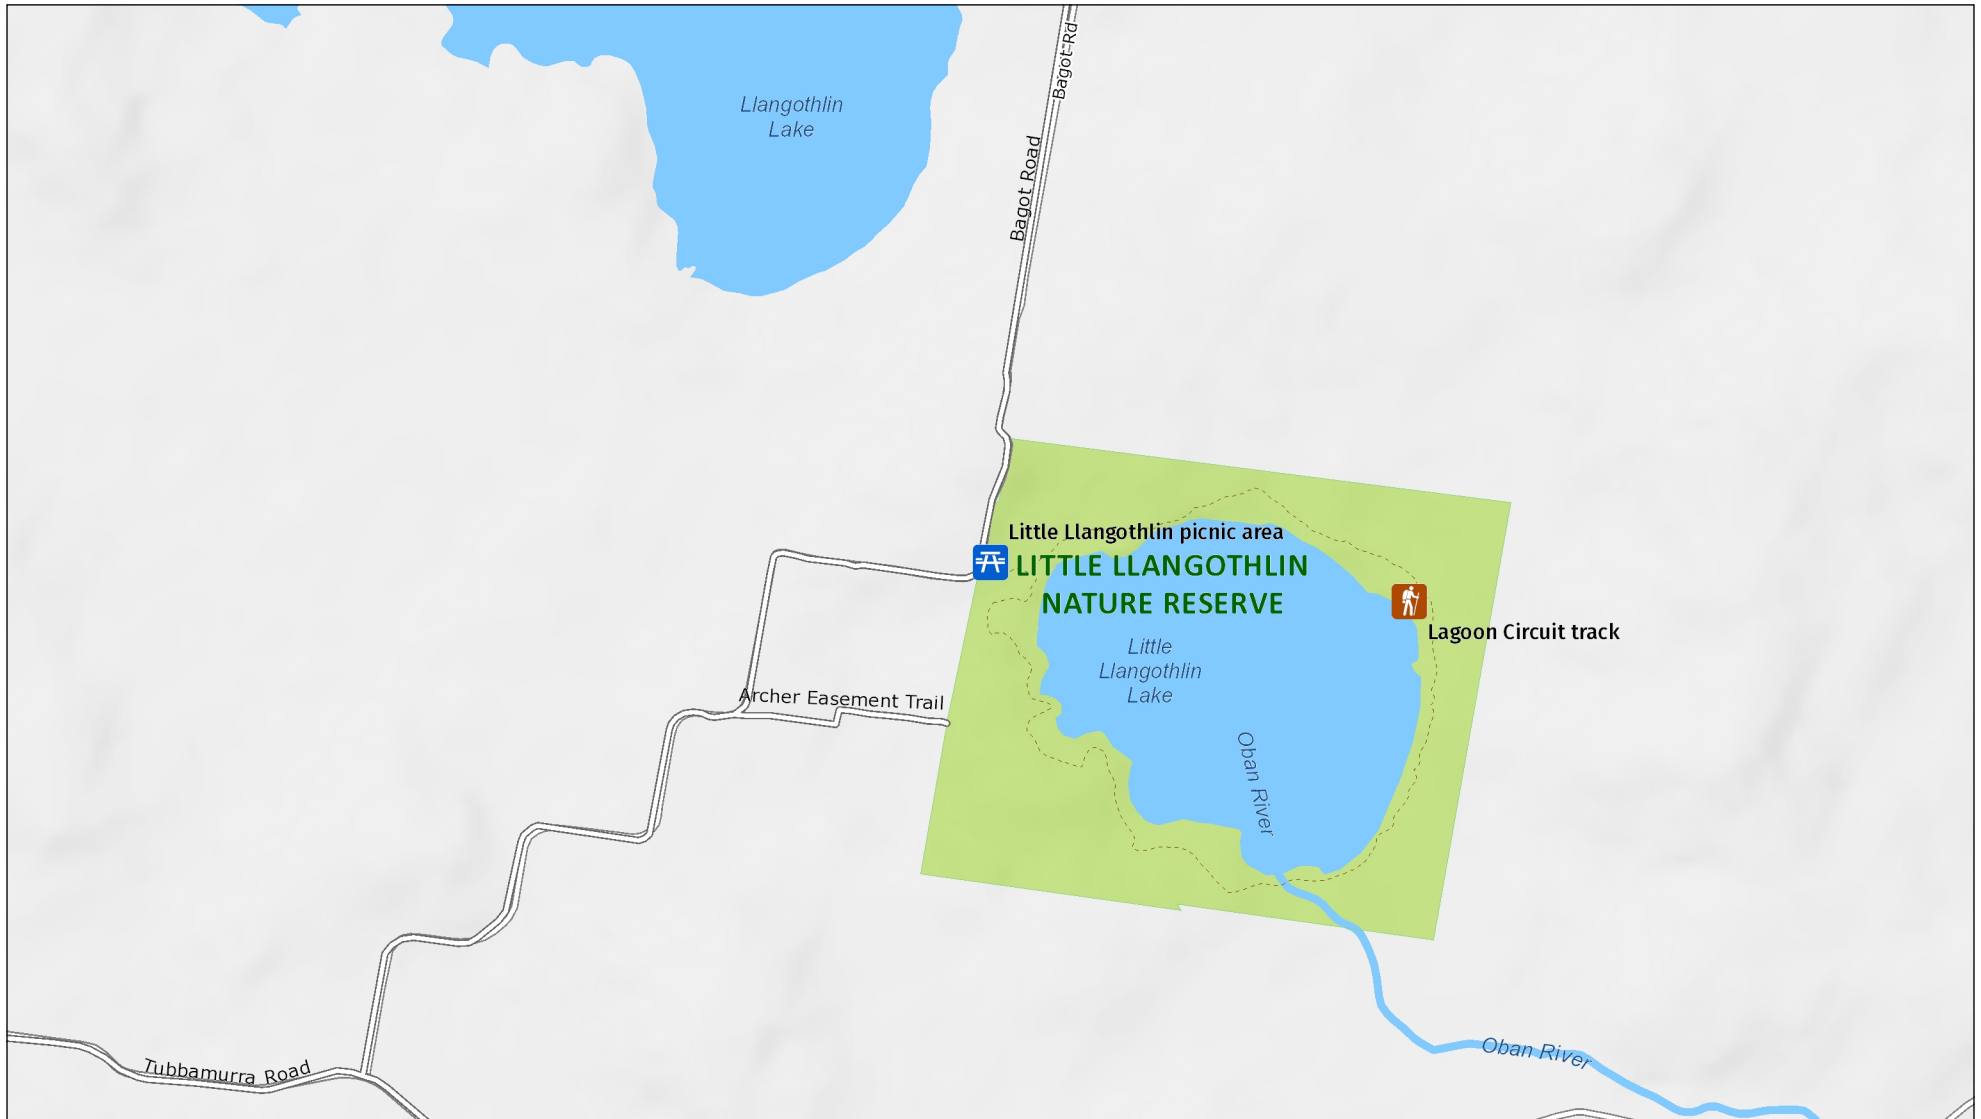 Bagot Rd
Llangothlin
Lake
Bagot Road
Little Llangothlin picnic area
LITTLE LLANGOTHLIN
NATURE RESERVE
Lagoon Circuit track
Little
Llangothlin
Lake
Archer Easement Trail
Oban River
Oban River
Tubbamurra Road